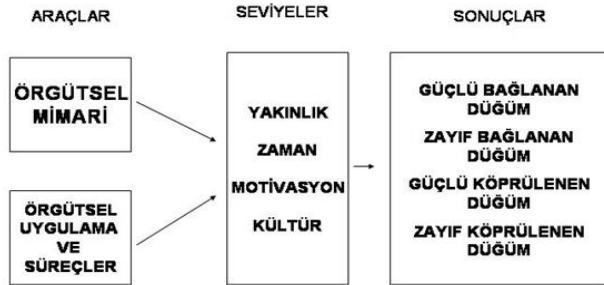 ARAÇLAR
SEVİYELER
SONUÇLAR
ÖRGÜTSEL
MİMARİ
ÖRGÜTSEL
UYGULAMA
VE
SÜREÇLER
YAKINLIK
ZAMAN
MOTİVASYON
KÜLTÜR
GÜÇLÜ BAĞLANAN
DÜĞÜM
ZAYIF BAĞLANAN
DÜĞÜM
GÜÇLÜ KÖPRÜLENEN
DÜĞÜM
ZAYIF KÖPRÜLENEN
DÜĞÜM